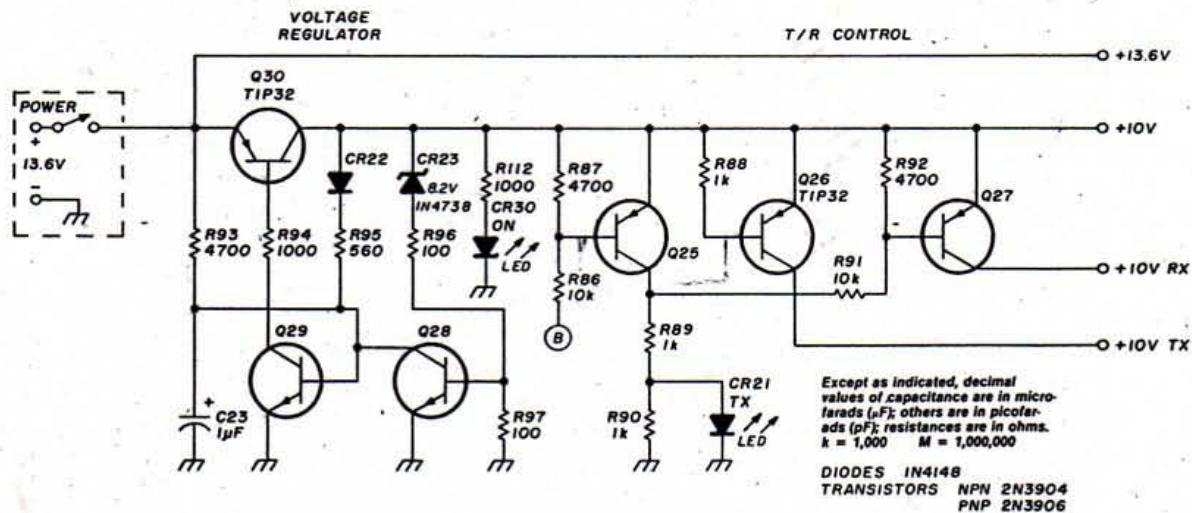 VOLTAGE
REGULATOR
T/R CONTROL
+13.6V
Q30
TIP32
POWER
+
13.6V
-
+10V
CR22
CR23
8.2V
1N4738
R112
1000
CR30
ON
LED
R87
4700
R88
1k
Q26
TIP32
R92
4700
Q27
R93
4700
R94
1000
R95
560
R96
100
Q25
R91
10k
+10V RX
R86
10k
B
Q29
Q28
R89
1k
+10V TX
+
C23
1μF
R97
100
R90
1k
CR21
TX
LED
Except as indicated, decimal
values of capacitance are in micro-
farads (μF); others are in picofar-
ads (pF); resistances are in ohms.
k = 1,000 M = 1,000,000
DIODES 1N4148
TRANSISTORS NPN 2N3904
PNP 2N3906